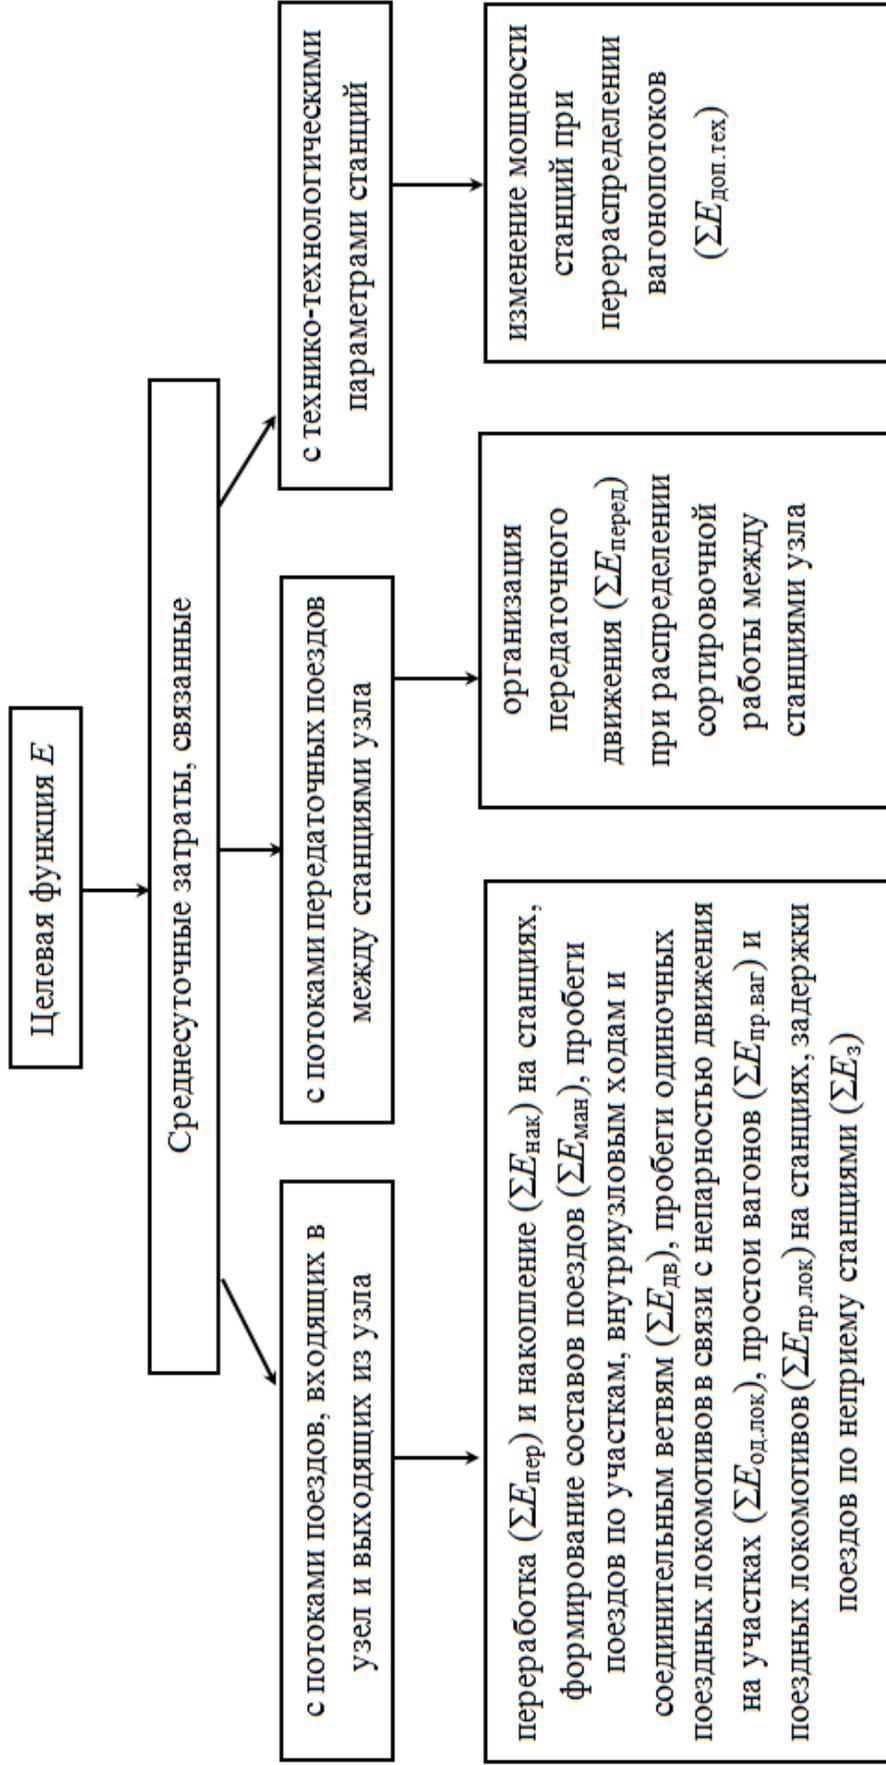 Целевая функция E
Среднесуточные затраты, связанные
с потоками поездов, входящих в
узел и выходящих из узла
с потоками передаточных поездов
между станциями узла
с технико-технологическими
параметрами станций
переработка (ΣEпер) и накопление (ΣEнак) на станциях,
формирование составов поездов (ΣEман), пробеги
поездов по участкам, внутриузловым ходам и
соединительным ветвям (ΣEдв), пробеги одиночных
поездных локомотивов в связи с непарностью движения
на участках (ΣEод.лок), простои вагонов (ΣEпр.ваг) и
поездных локомотивов (ΣEпр.лок) на станциях, задержки
поездов по неприему станциями (ΣEз)
организация
передаточного
движения (ΣEперед)
при распределении
сортировочной
работы между
станциями узла
изменение мощности
станций при
перераспределении
вагонопотоков
(ΣEдоп.тех)